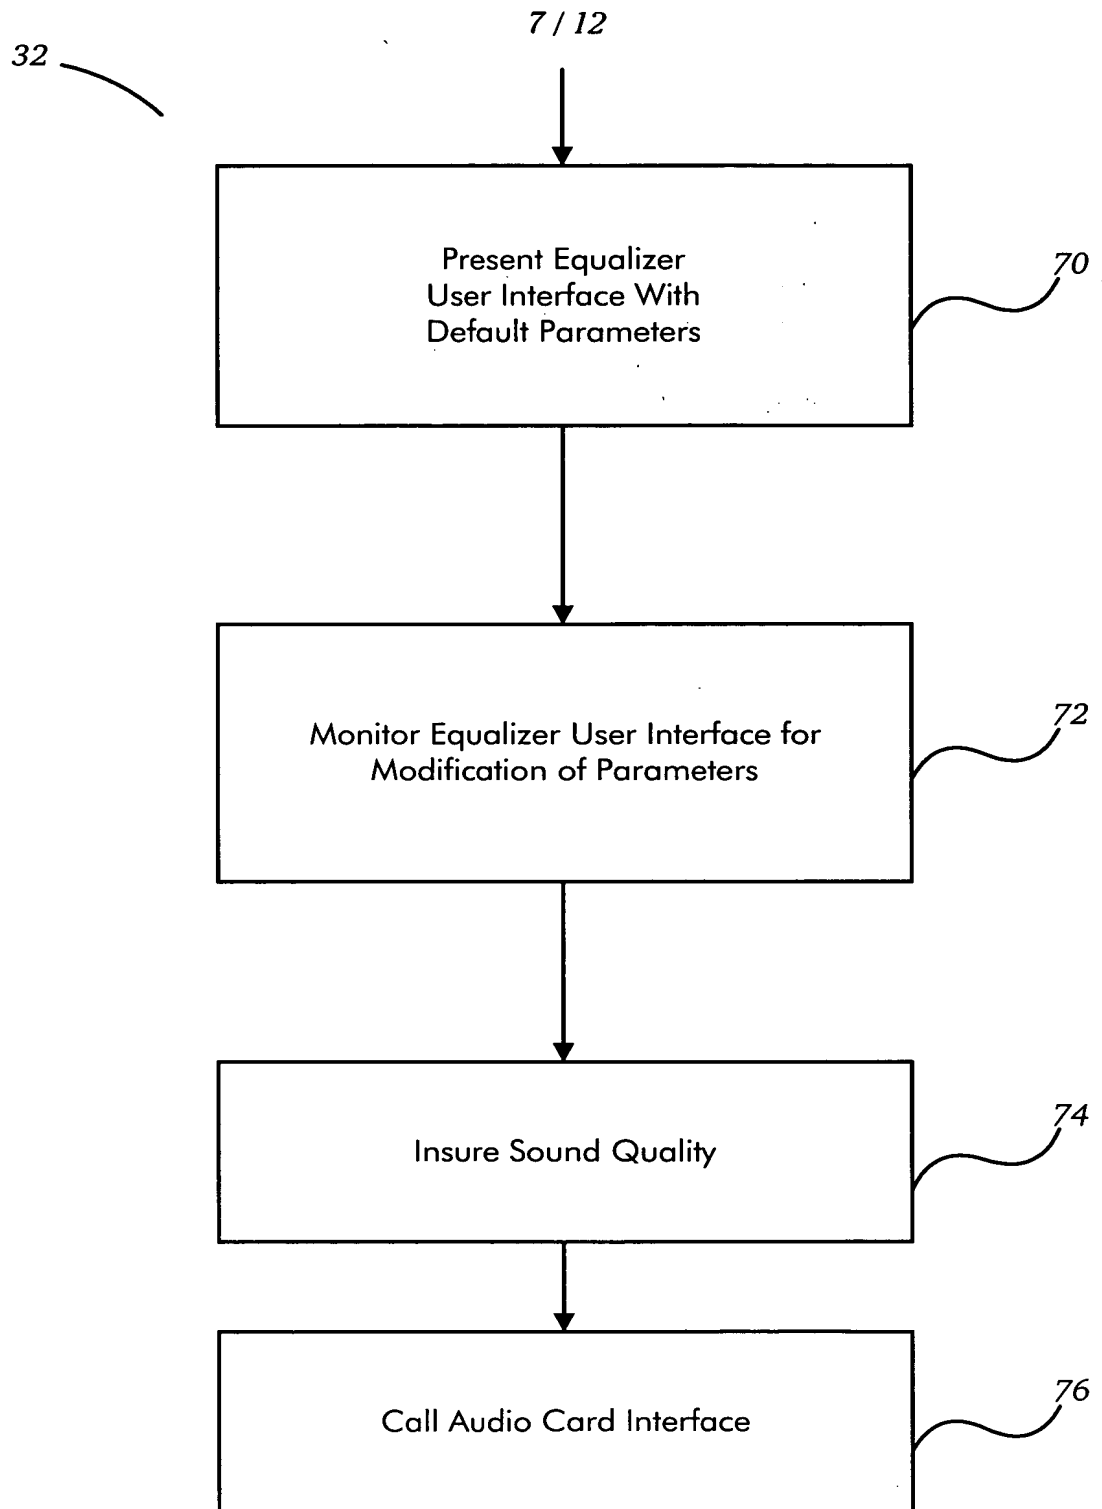 7 / 12
32
Present Equalizer
User Interface With
Default Parameters
70
Monitor Equalizer User Interface for
Modification of Parameters
72
Insure Sound Quality
74
Call Audio Card Interface
76